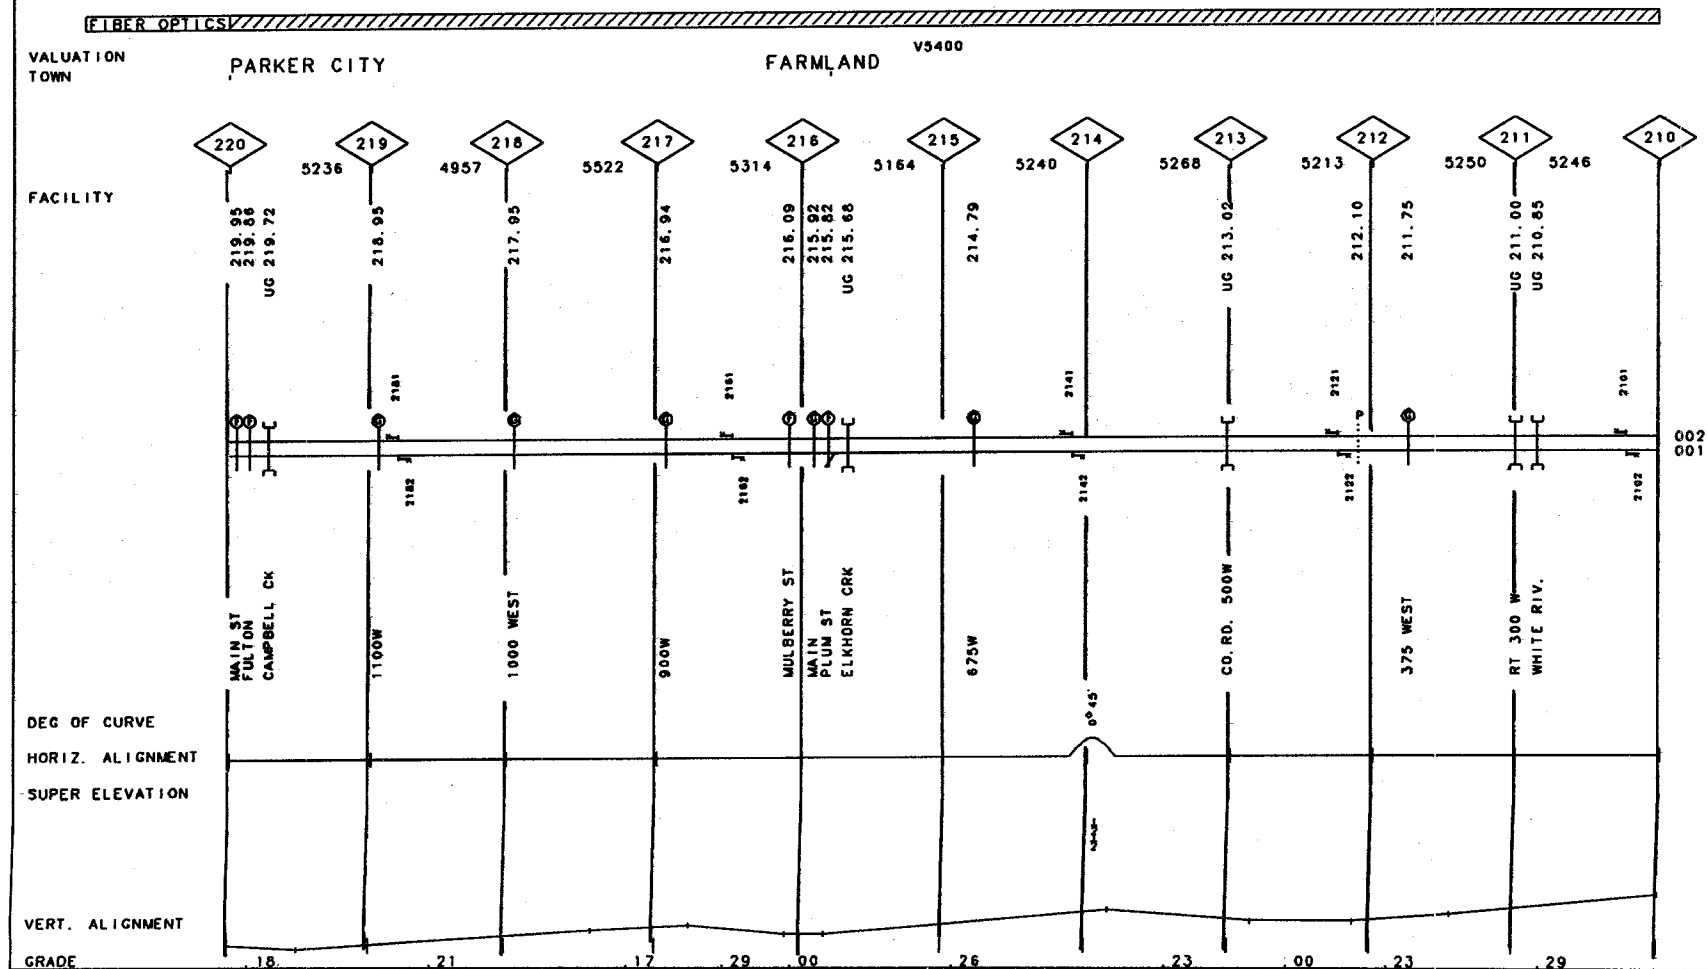 FIBER OPTICS
V5400
VALUATION
TOWN
PARKER CITY
FARMLAND
220 219 218 217 216 215 214 213 212 211 210
5236 4957 5522 5314 5164 5240 5268 5213 5250 5246
FACILITY
219.95
219.86
UG 219.72
218.95
217.95
216.94
216.09
215.92
215.82
UG 215.68
214.79
UG 213.02
212.10
211.75
UG 211.00
UG 210.85
2181
2161
2141
2121
2101
002
001
2182
2162
2142
2122
2102
MAIN ST
FULTON
CAMPBELL CK
1100W
1000 WEST
900W
MULBERRY ST
MAIN
PLUM ST
ELKHORN CRK
675W
CO. RD. 500W
375 WEST
RT 300 W
WHITE RIV.
DEG OF CURVE
0° 45'
HORIZ. ALIGNMENT
SUPER ELEVATION
VERT. ALIGNMENT
GRADE
.18 .21 .17 .29 .00 .26 .23 .00 .23 .29